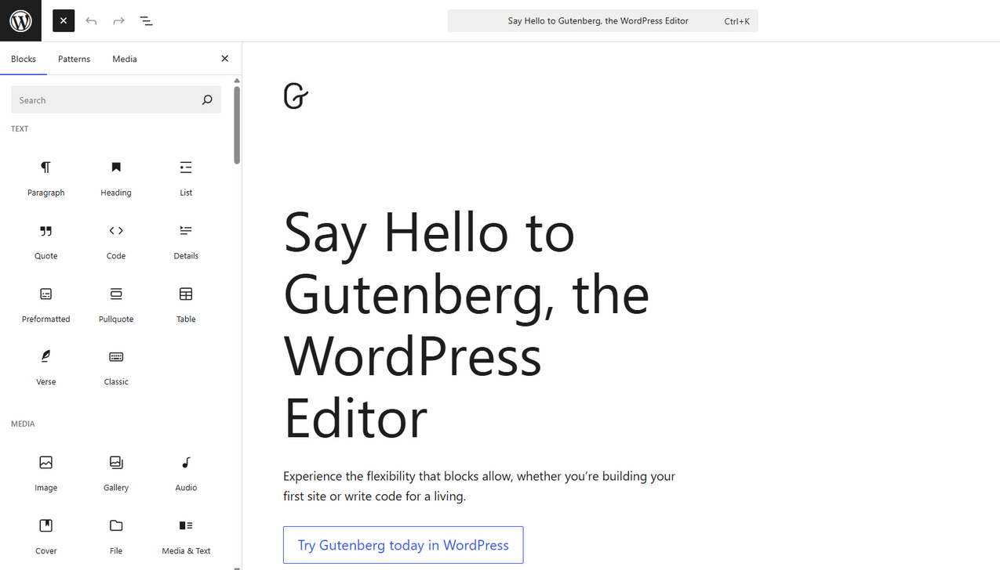 Say Hello to Gutenberg, the WordPress Editor Ctrl+K
Blocks Patterns Media
Search
TEXT
Paragraph Heading List
Quote Code Details
Preformatted Pullquote Table
Verse Classic
MEDIA
Image Gallery Audio
Cover File Media & Text
Say Hello to
Gutenberg, the
WordPress
Editor
Experience the flexibility that blocks allow, whether you’re building your
first site or write code for a living.
Try Gutenberg today in WordPress